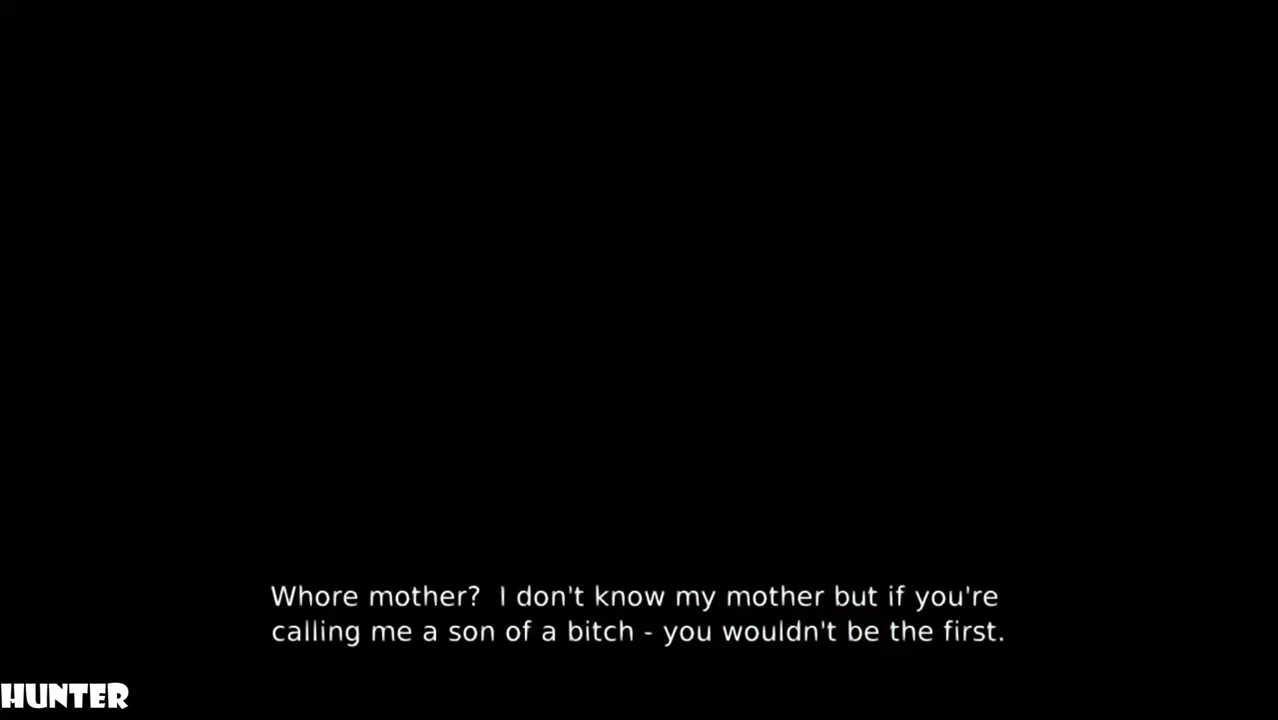 Whore mother?  I don't know my mother but if you're
calling me a son of a bitch - you wouldn't be the first.
HUNTER